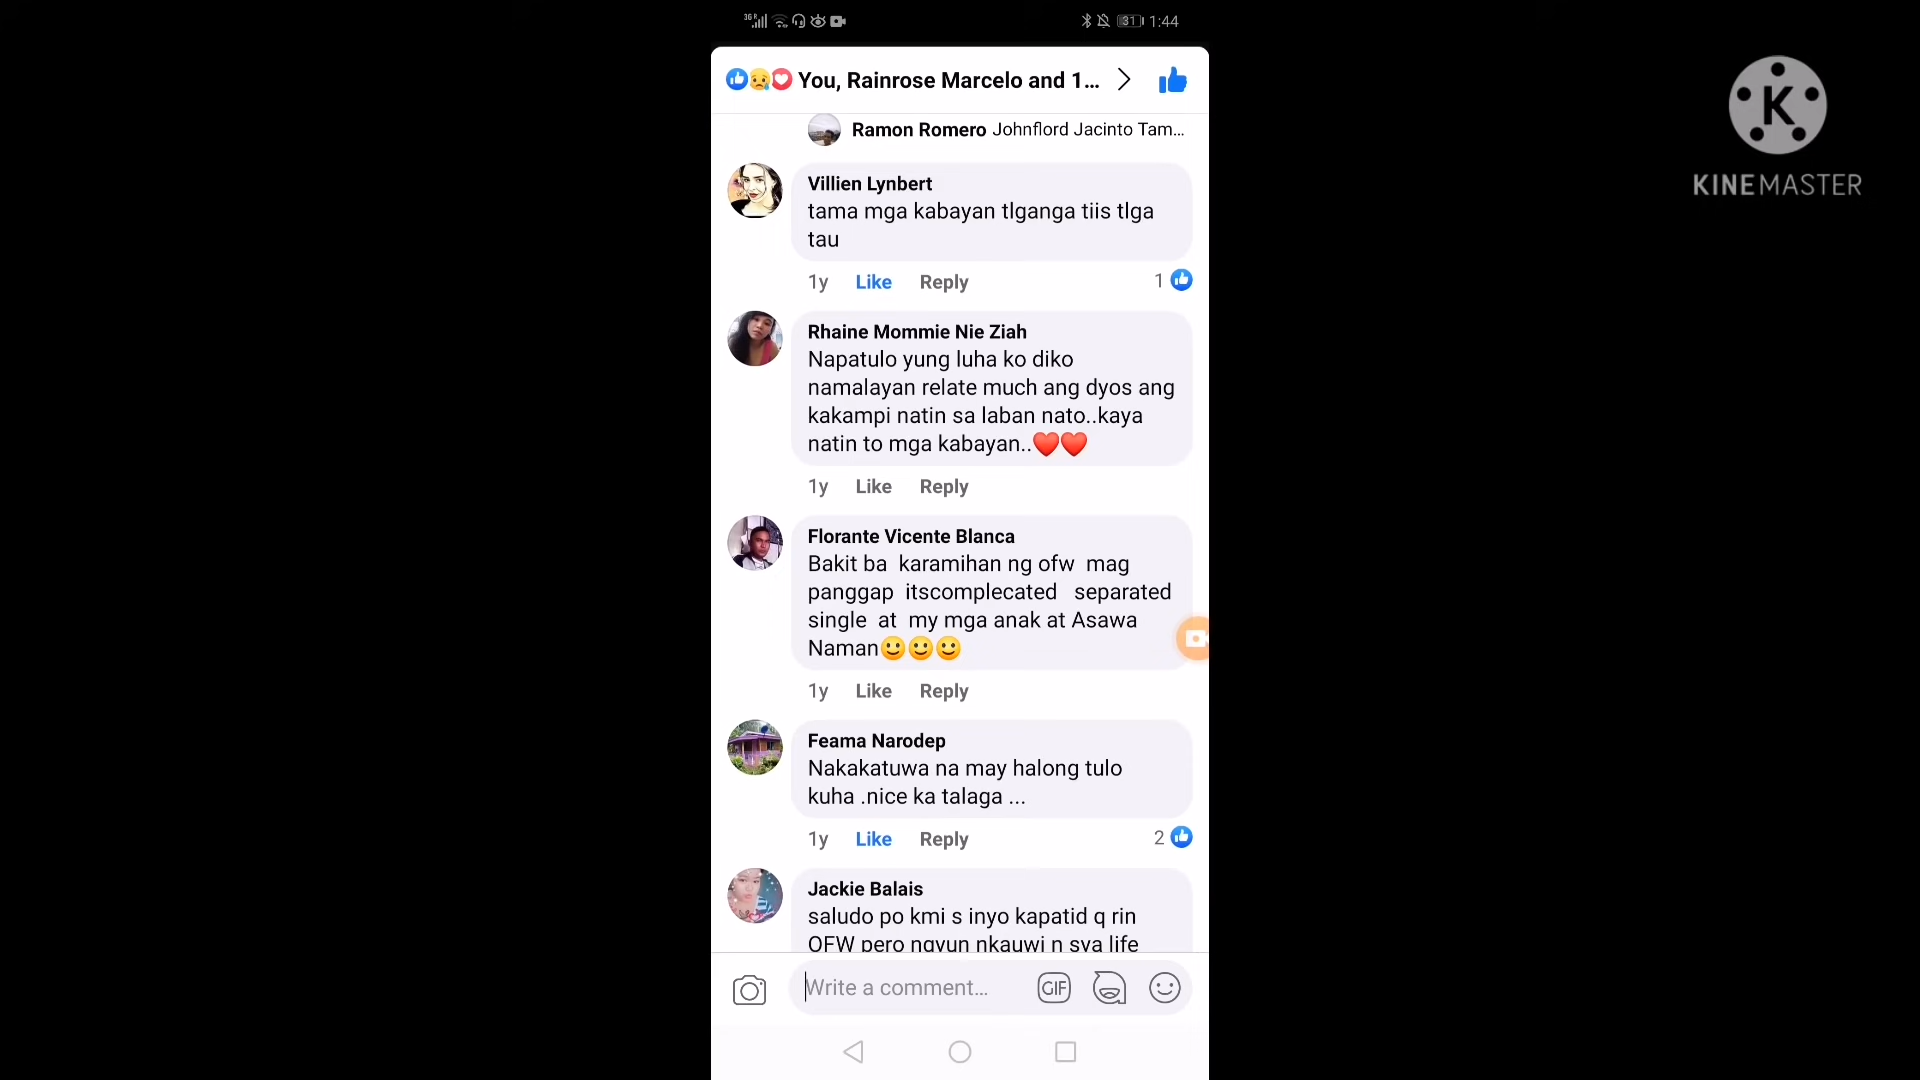 3G R
31 1:44
You, Rainrose Marcelo and 1...
K
KINEMASTER
Ramon Romero Johnflord Jacinto Tam...
Villien Lynbert
tama mga kabayan tlganga tiis tlga
tau
1y Like Reply 1
Rhaine Mommie Nie Ziah
Napatulo yung luha ko diko
namalayan relate much ang dyos ang
kakampi natin sa laban nato..kaya
natin to mga kabayan..❤️❤️
1y Like Reply
Florante Vicente Blanca
Bakit ba karamihan ng ofw mag
panggap itscomplecated separated
single at my mga anak at Asawa
Naman🙂🙂🙂
1y Like Reply
Feama Narodep
Nakakatuwa na may halong tulo
kuha .nice ka talaga ...
1y Like Reply 2
Jackie Balais
saludo po kmi s inyo kapatid q rin
OFW pero ngyun nkauwi n sya life
Write a comment...
GIF